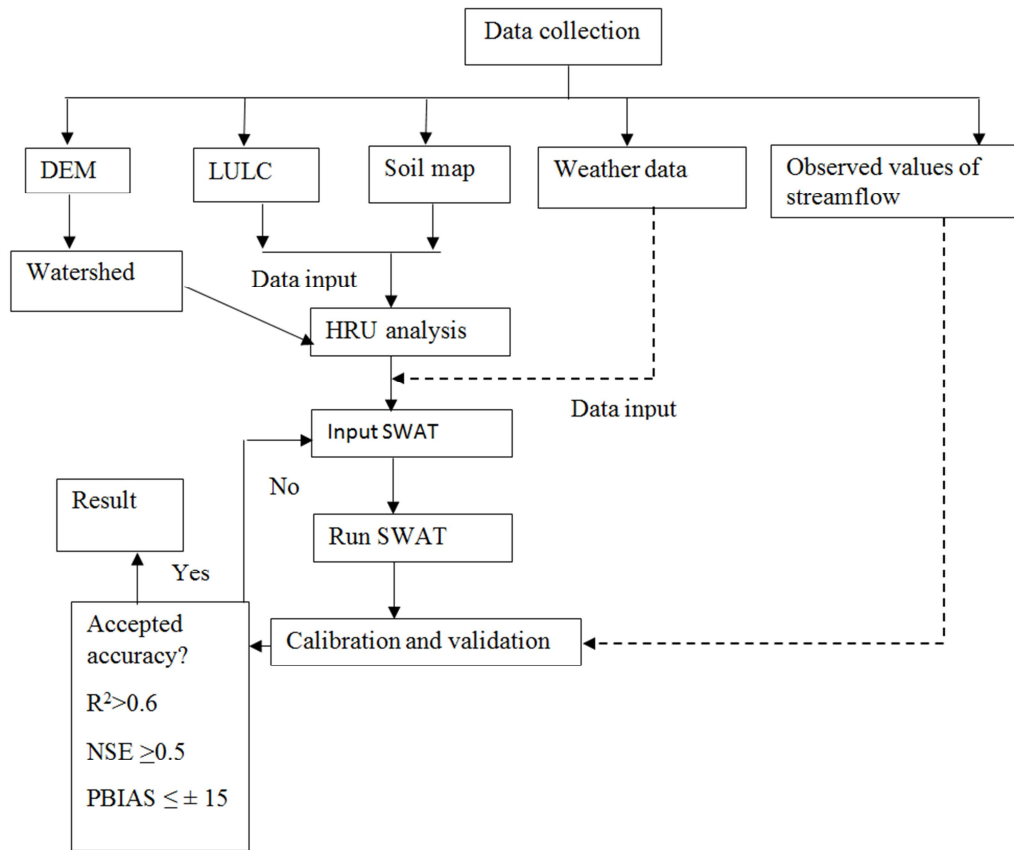 Data collection
DEM
LULC
Soil map
Weather data
Observed values of
streamflow
Watershed
Data input
HRU analysis
Data input
Input SWAT
No
Result
Run SWAT
Yes
Accepted
accuracy?
Calibration and validation
R²>0.6
NSE ≥0.5
PBIAS ≤ ± 15